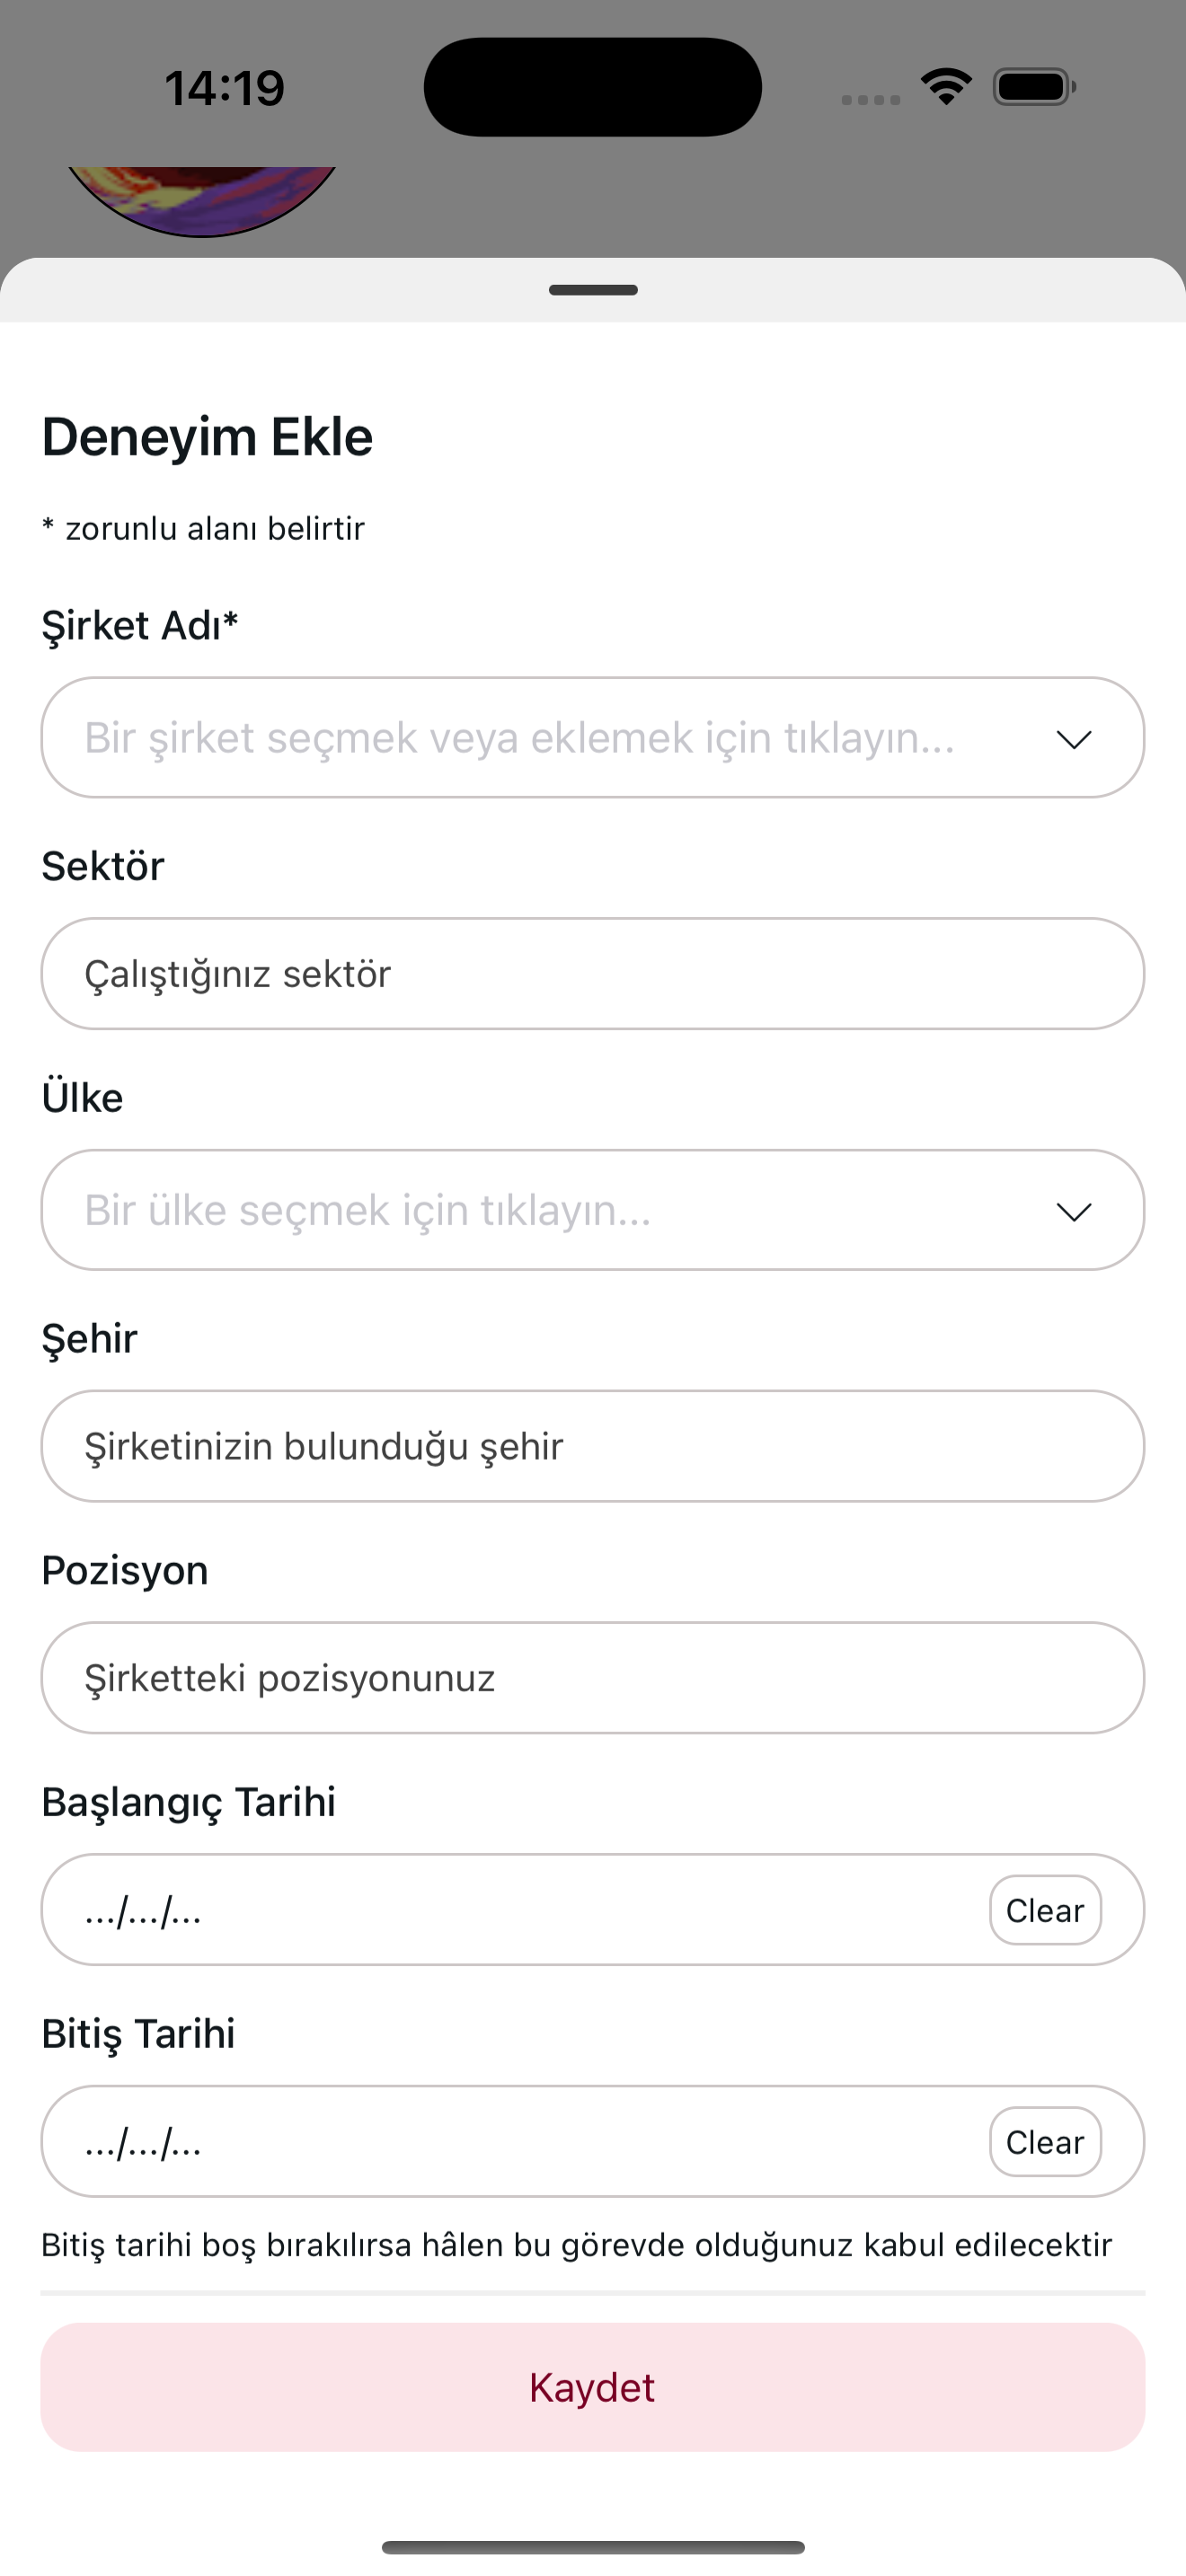 14:19
Deneyim Ekle
* zorunlu alanı belirtir
Şirket Adı*
Bir şirket seçmek veya eklemek için tıklayın...
Sektör
Çalıştığınız sektör
Ülke
Bir ülke seçmek için tıklayın...
Şehir
Şirketinizin bulunduğu şehir
Pozisyon
Şirketteki pozisyonunuz
Başlangıç Tarihi
.../.../... Clear
Bitiş Tarihi
.../.../... Clear
Bitiş tarihi boş bırakılırsa hâlen bu görevde olduğunuz kabul edilecektir
Kaydet